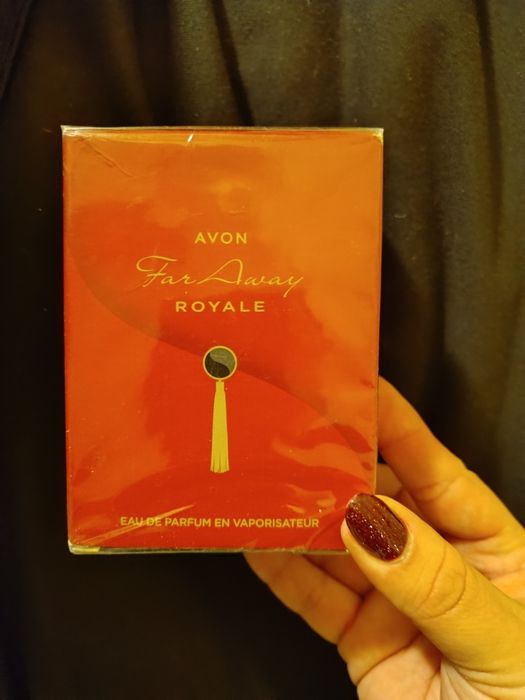 AVON
Far Away
ROYALE
EAU DE PARFUM EN VAPORISATEUR